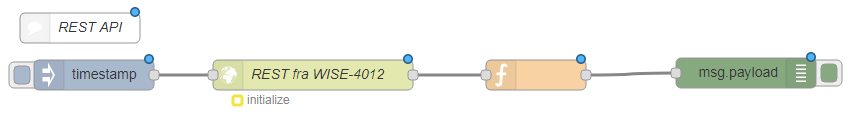 REST API
timestamp
REST fra WISE-4012
msg.payload
initialize